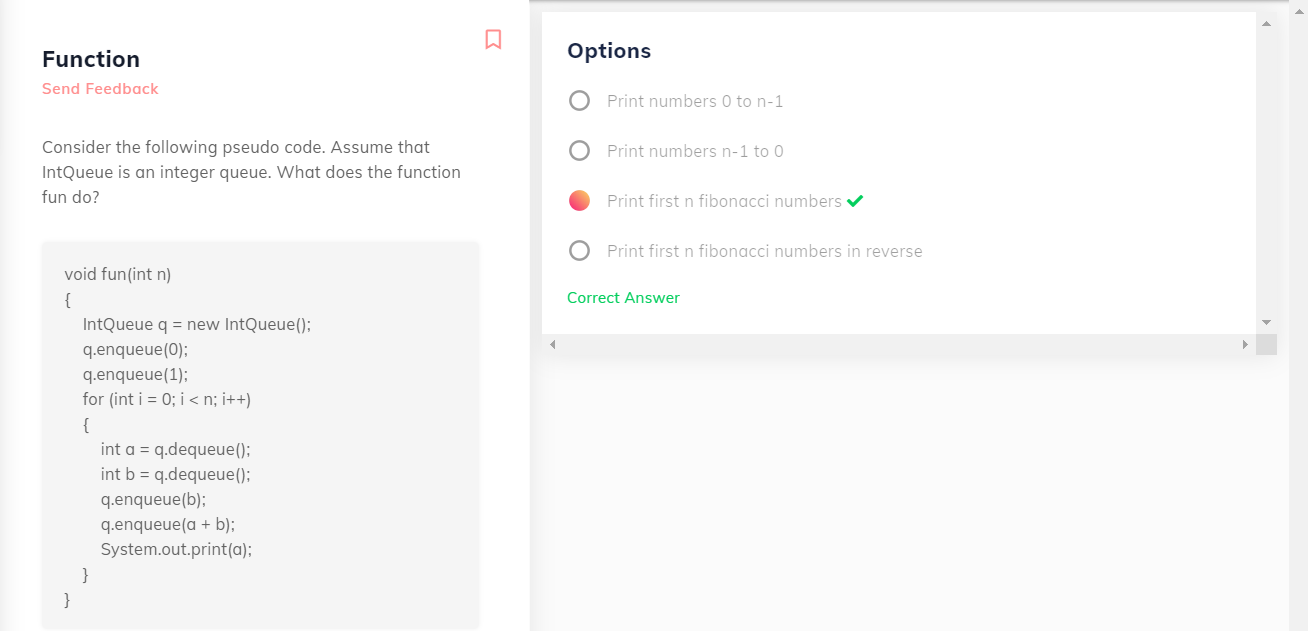 Function
Send Feedback
Consider the following pseudo code. Assume that
IntQueue is an integer queue. What does the function
fun do?
void fun(int n)
{
IntQueue q = new IntQueue();
q.enqueue(0);
q.enqueue(1);
for (int i = 0; i < n; i++)
{
int a = q.dequeue();
int b = q.dequeue();
q.enqueue(b);
q.enqueue(a + b);
System.out.print(a);
}
}
Options
Print numbers 0 to n-1
Print numbers n-1 to 0
Print first n fibonacci numbers
Print first n fibonacci numbers in reverse
Correct Answer